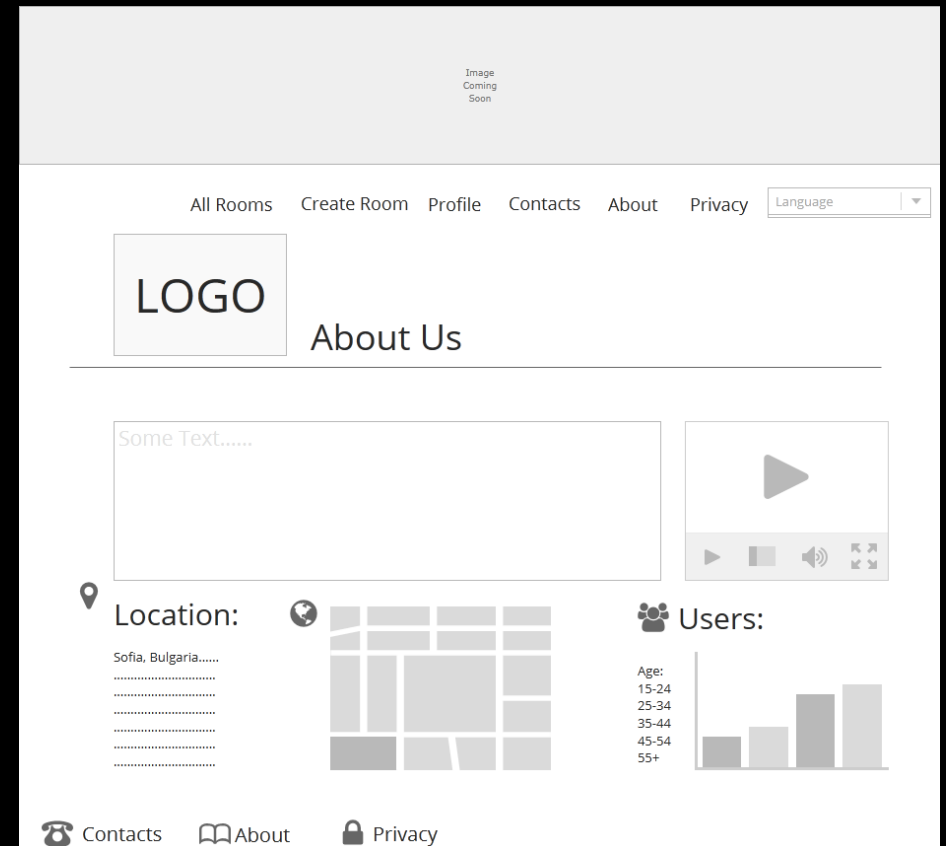 Image
Coming
Soon
All Rooms Create Room Profile Contacts About Privacy Language
LOGO
About Us
Some Text......
Location:
Sofia, Bulgaria......
..............................
..............................
..............................
..............................
..............................
..............................
Users:
Age:
15-24
25-34
35-44
45-54
55+
Contacts About Privacy